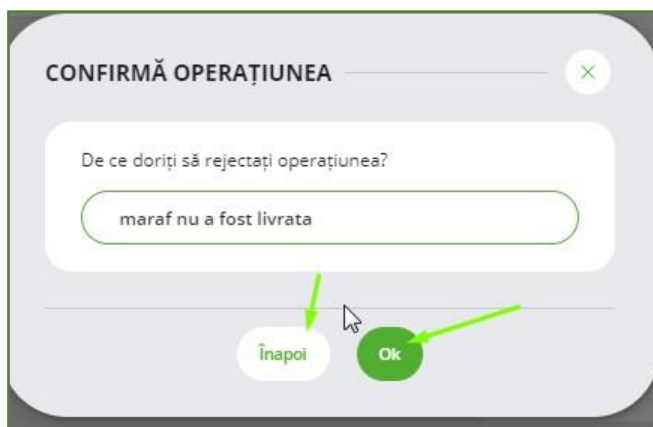 CONFIRMĂ OPERAȚIUNEA
De ce doriți să rejectați operațiunea?
maraf nu a fost livrata
Înapoi
Ok